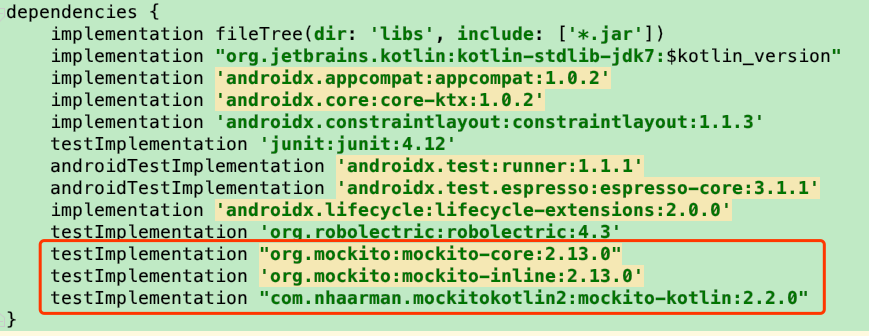 dependencies {
    implementation fileTree(dir: 'libs', include: ['*.jar'])
    implementation "org.jetbrains.kotlin:kotlin-stdlib-jdk7:$kotlin_version"
    implementation 'androidx.appcompat:appcompat:1.0.2'
    implementation 'androidx.core:core-ktx:1.0.2'
    implementation 'androidx.constraintlayout:constraintlayout:1.1.3'
    testImplementation 'junit:junit:4.12'
    androidTestImplementation 'androidx.test:runner:1.1.1'
    androidTestImplementation 'androidx.test.espresso:espresso-core:3.1.1'
    implementation 'androidx.lifecycle:lifecycle-extensions:2.0.0'
    testImplementation 'org.robolectric:robolectric:4.3'
    testImplementation "org.mockito:mockito-core:2.13.0"
    testImplementation 'org.mockito:mockito-inline:2.13.0'
    testImplementation "com.nhaarman.mockitokotlin2:mockito-kotlin:2.2.0"
}